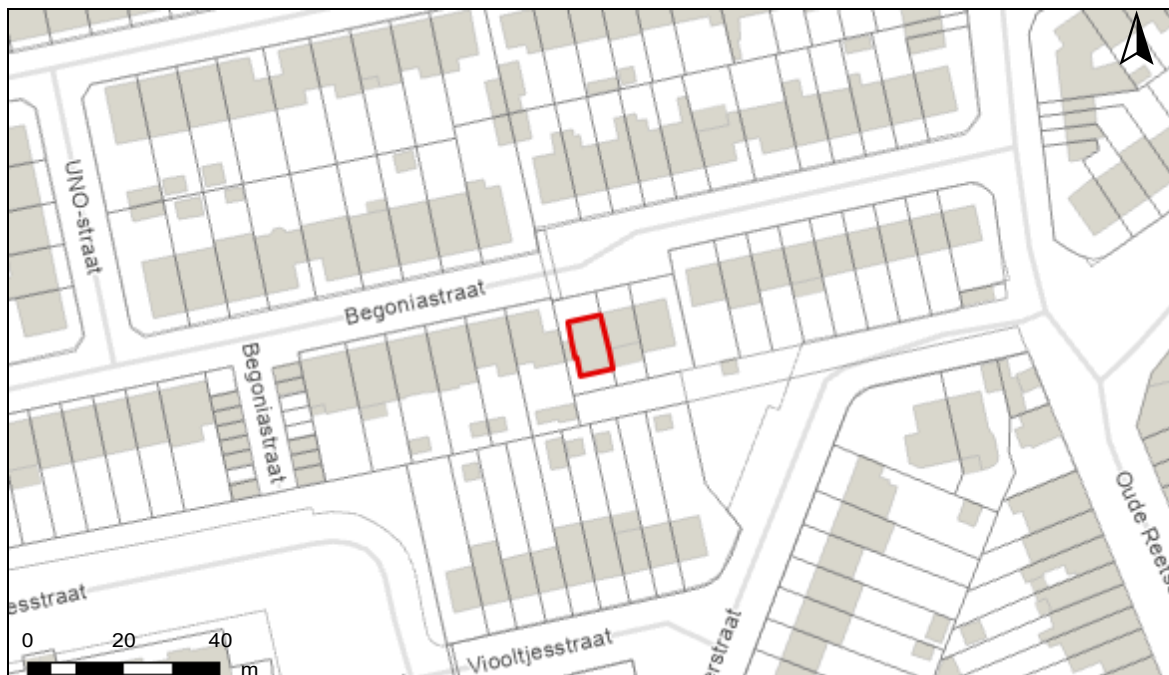 UNO-straat
Begoniastraat
Begoniastraat
Oude Reets
esstraat
0 20 40
m
Viooltjesstraat
erstraat